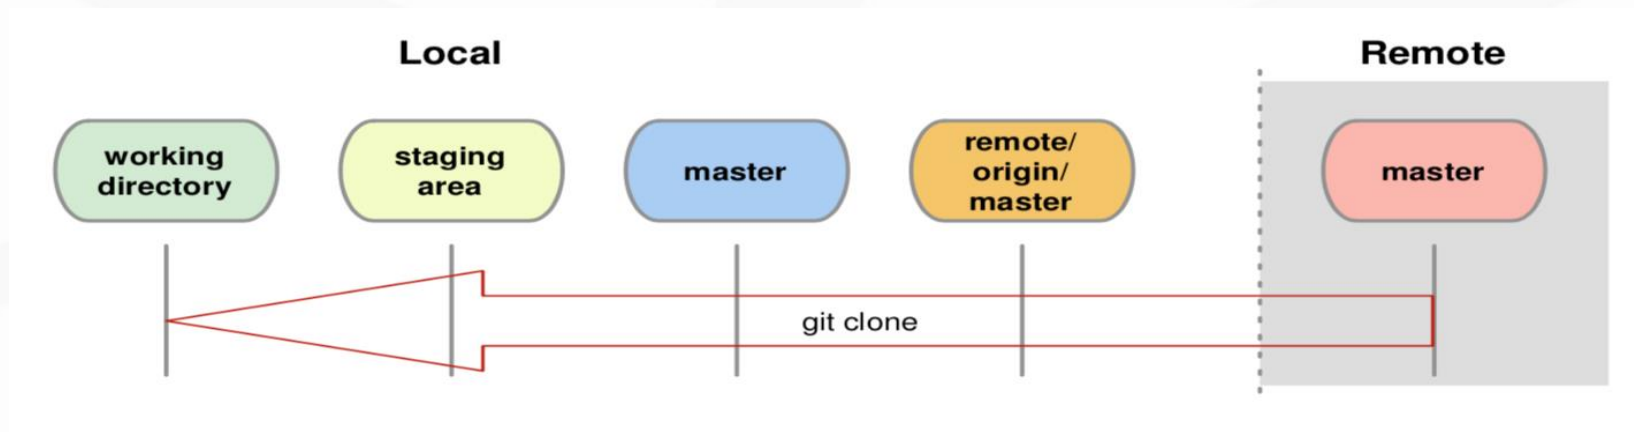 Local
Remote
working
directory
staging
area
master
remote/
origin/
master
master
git clone